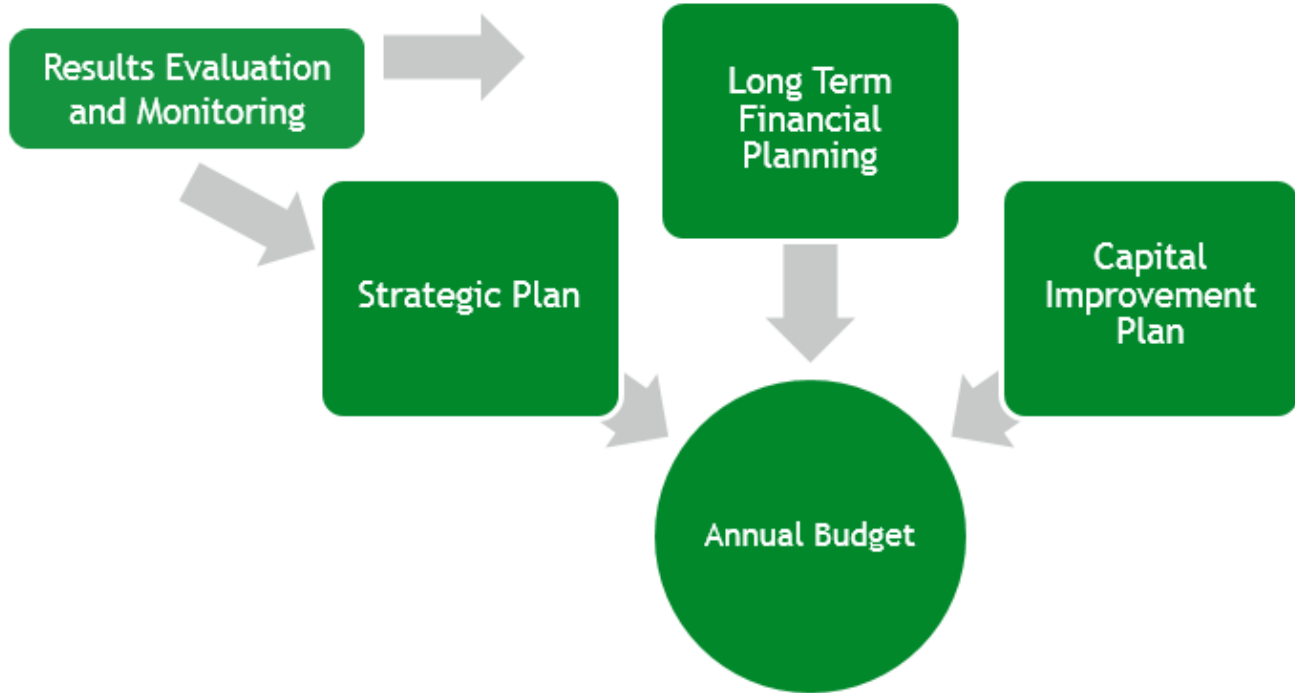 Results Evaluation
and Monitoring
Long Term
Financial
Planning
Strategic Plan
Capital
Improvement
Plan
Annual Budget